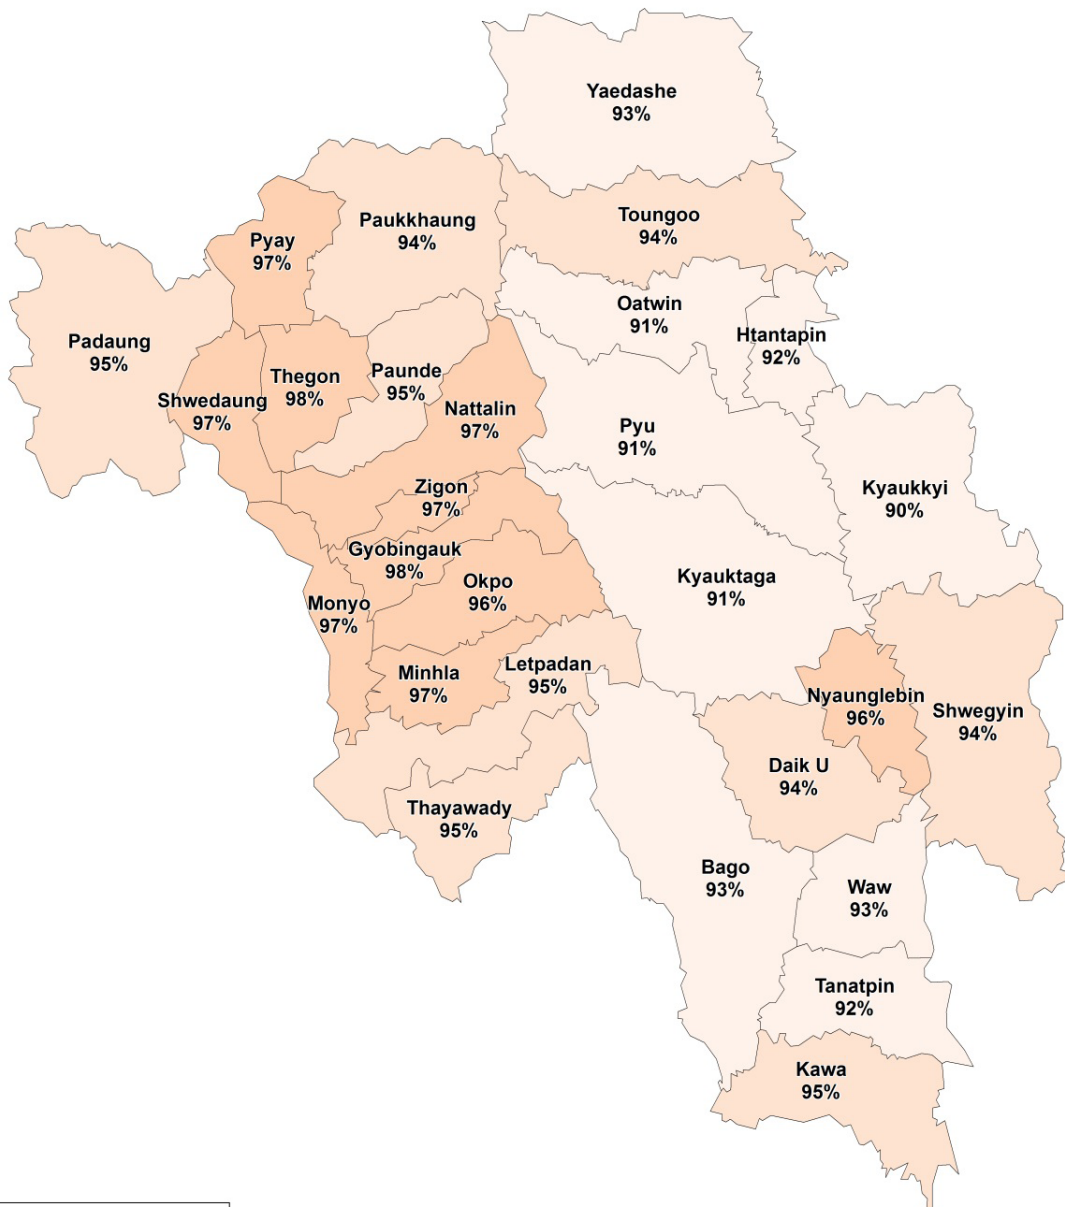 Yaedashe
93%
Toungoo
94%
Paukkhaung
94%
Pyay
97%
Oatwin
91%
Htantapin
92%
Padaung
95%
Paunde
95%
Thegon
98%
Shwedaung
97%
Nattalin
97%
Pyu
91%
Kyaukkyi
90%
Zigon
97%
Gyobingauk
98%
Okpo
96%
Kyauktaga
91%
Monyo
97%
Minhla
97%
Letpadan
95%
Nyaunglebin
96%
Shwegyin
94%
Daik U
94%
Thayawady
95%
Bago
93%
Waw
93%
Tanatpin
92%
Kawa
95%